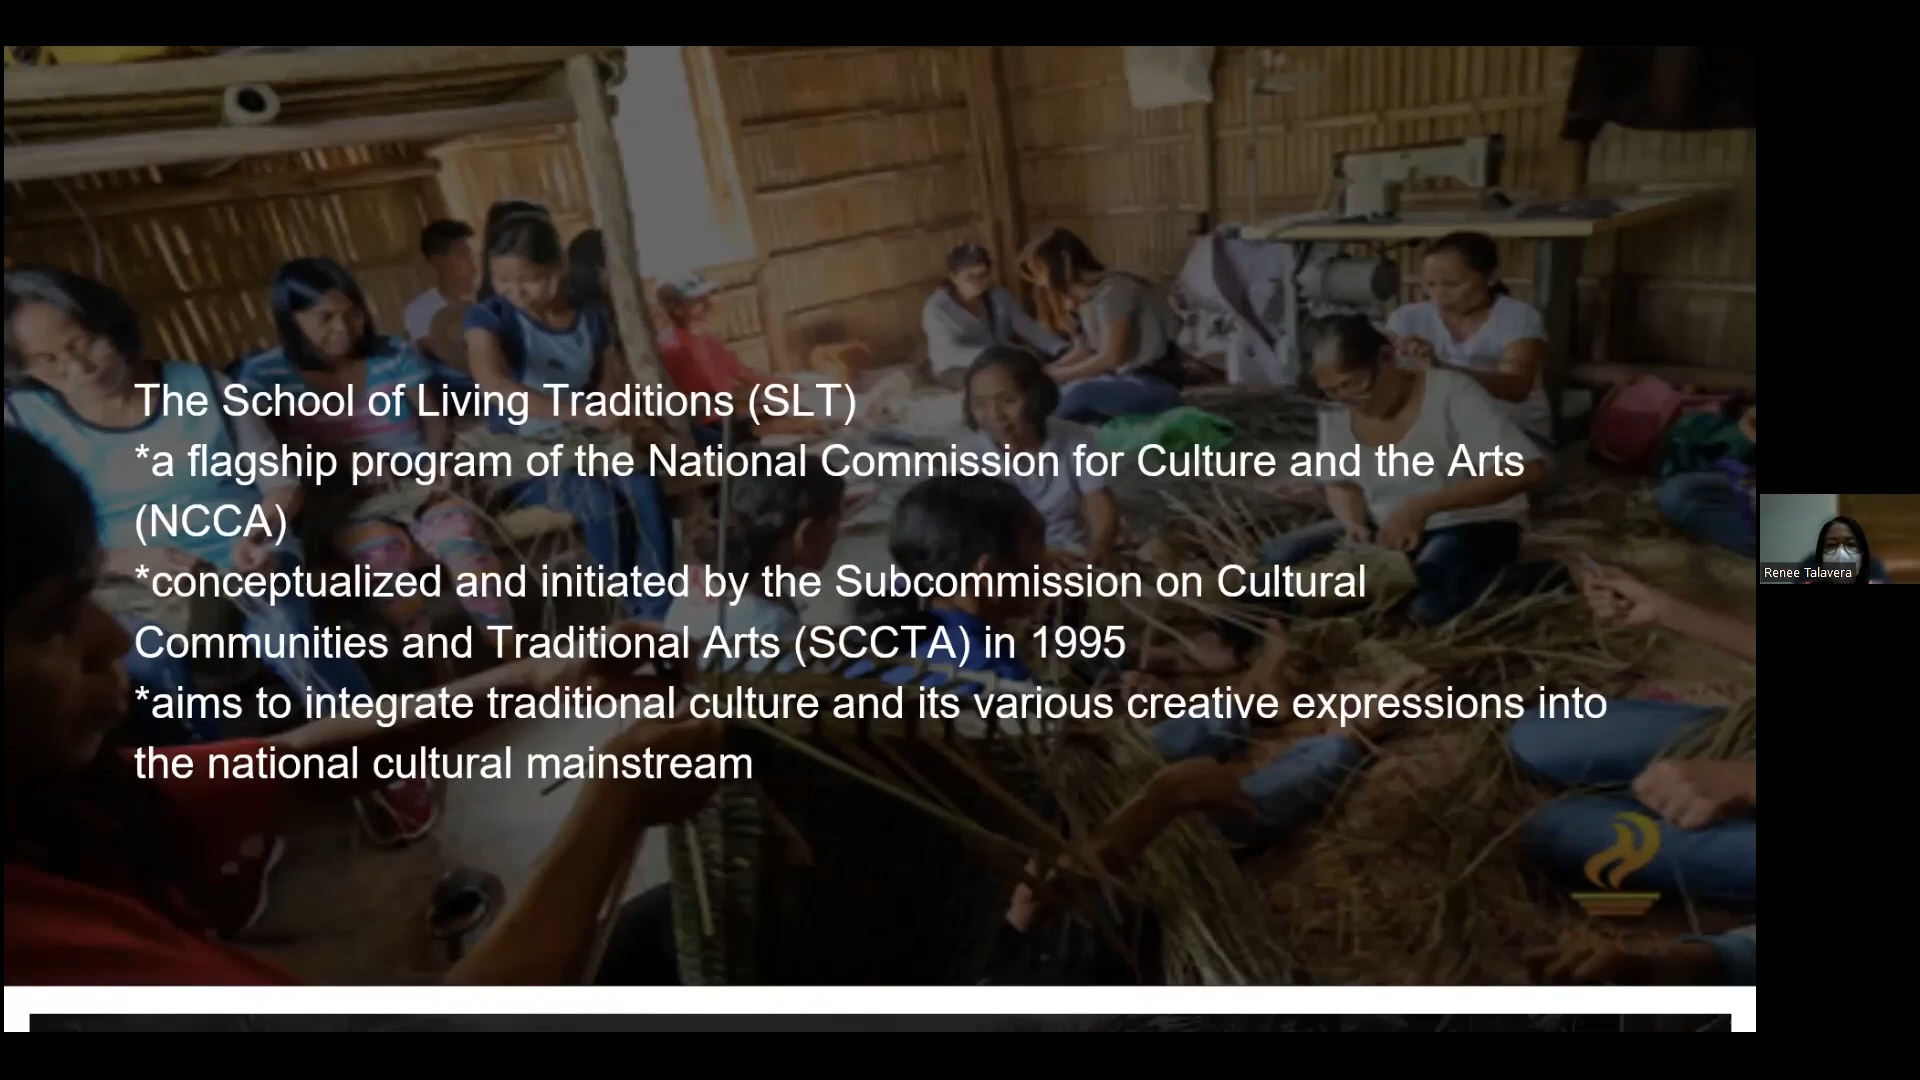 The School of Living Traditions (SLT)
*a flagship program of the National Commission for Culture and the Arts
(NCCA)
*conceptualized and initiated by the Subcommission on Cultural
Communities and Traditional Arts (SCCTA) in 1995
*aims to integrate traditional culture and its various creative expressions into
the national cultural mainstream
Renee Talavera